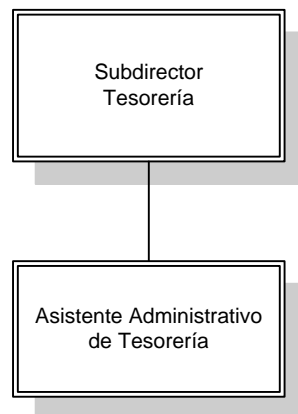 Subdirector
Tesorería
Asistente Administrativo
de Tesorería